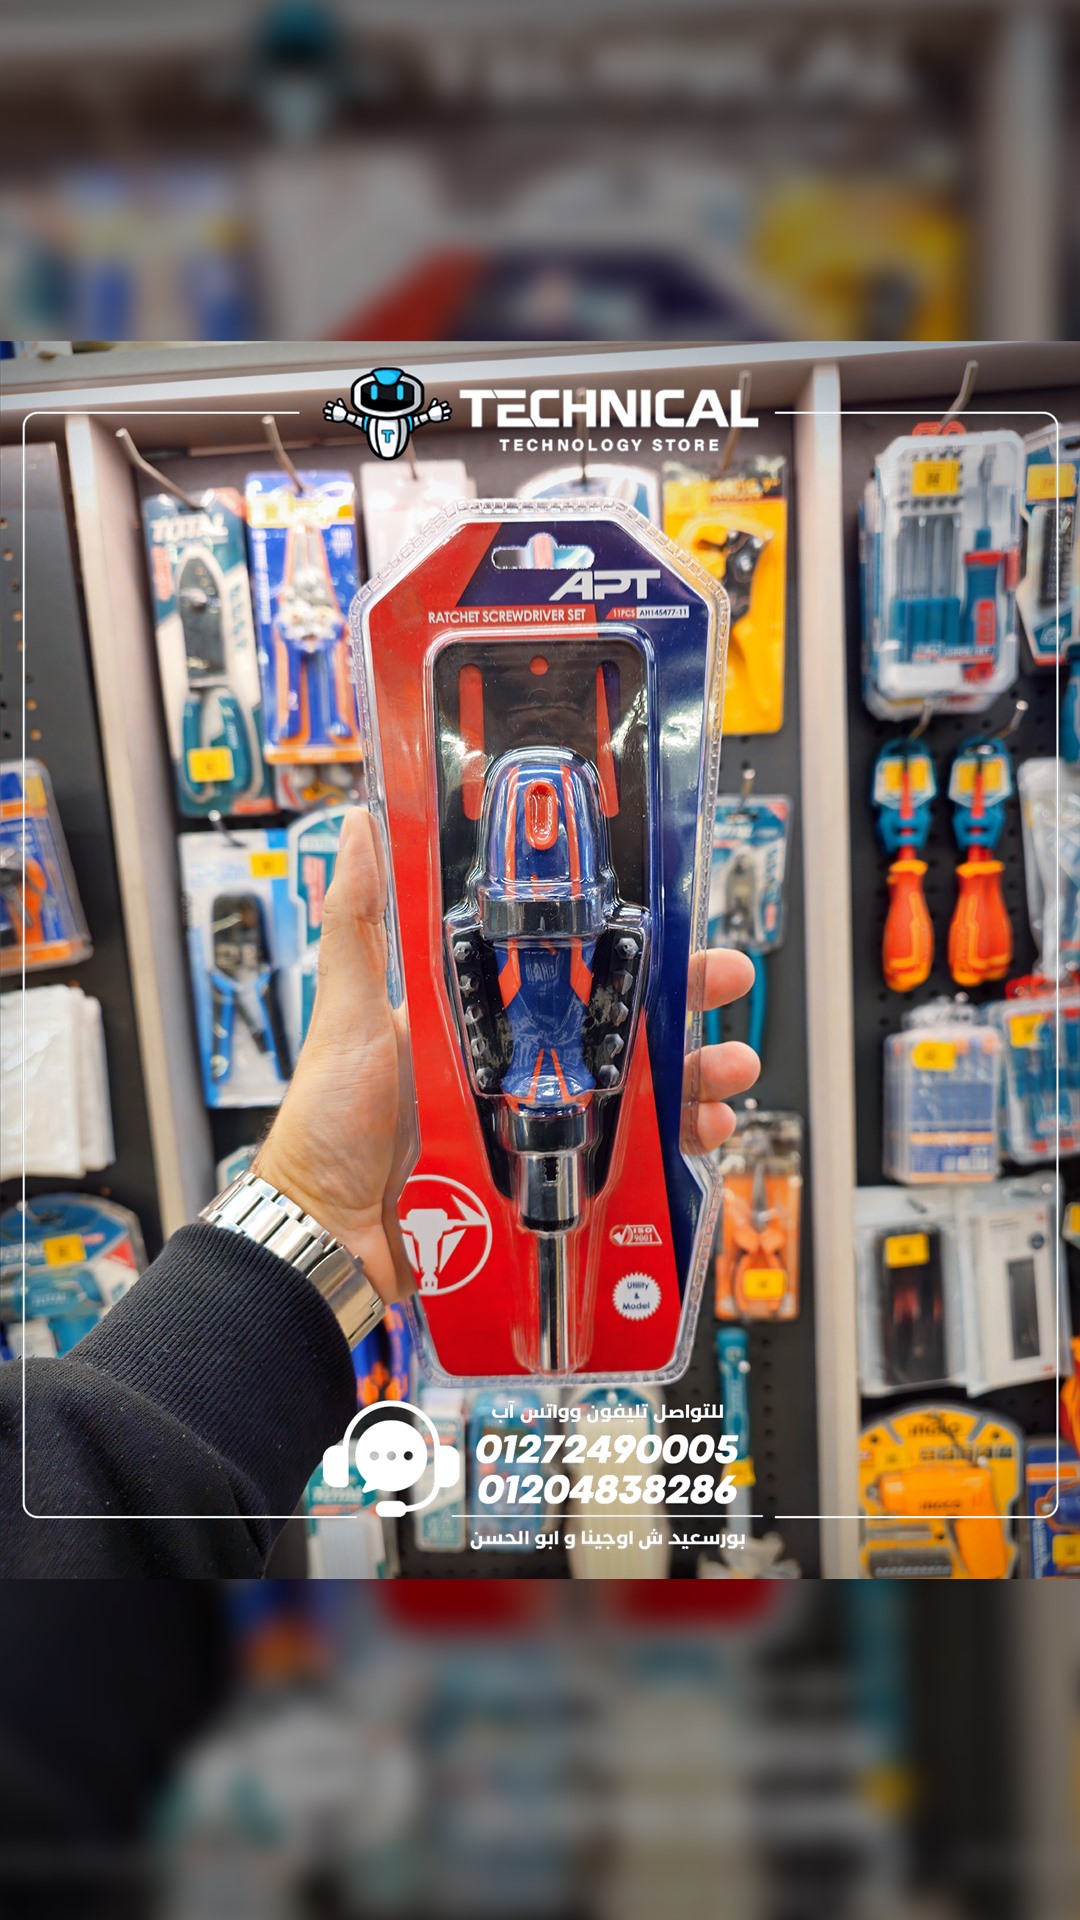 TECHNICAL
TECHNOLOGY STORE
TOTAL
APT
RATCHET SCREWDRIVER SET
11PCS AH145477-11
ISO
9001
Utility
&
Model
للتواصل تليفون وواتس آب
01272490005
01204838286
بورسعيد ش اوجينا و ابو الحسن